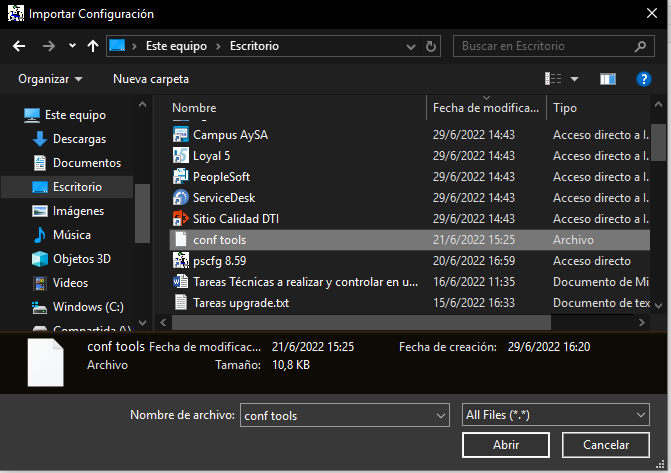 Importar Configuración
Este equipo > Escritorio
Buscar en Escritorio
Organizar
Nueva carpeta
Este equipo
Descargas
Documentos
Escritorio
Imágenes
Música
Objetos 3D
Videos
Windows (C:)
Compartida (\\
Nombre Fecha de modifica... Tipo
Campus AySA 29/6/2022 14:43 Acceso directo a I...
Loyal 5 29/6/2022 14:43 Acceso directo a I...
PeopleSoft 29/6/2022 14:43 Acceso directo a I...
ServiceDesk 29/6/2022 14:43 Acceso directo a I...
Sitio Calidad DTI 29/6/2022 14:43 Acceso directo a I...
conf tools 21/6/2022 15:25 Archivo
pscfg 8.59 20/6/2022 16:59 Acceso directo
Tareas Técnicas a realizar y controlar en u... 16/6/2022 11:35 Documento de Mi
Tareas upgrade.txt 15/6/2022 16:33 Documento de tex
conf tools Fecha de modificac... 21/6/2022 15:25 Fecha de creación: 29/6/2022 16:20
Archivo Tamaño: 10,8 KB
Nombre de archivo: conf tools All Files (*.*)
Abrir Cancelar